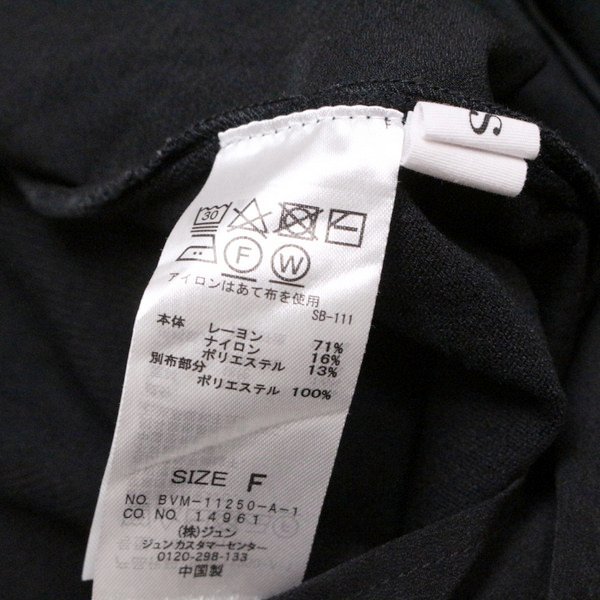 S
30
F W
アイロンはあて布を使用
SB-111
本体 レーヨン 71%
ナイロン 16%
ポリエステル 13%
別布部分
ポリエステル 100%
SIZE F
NO. BVM-11250-A-1
CO NO. 14961
(株)ジュン
ジュンカスタマーセンター
0120-298-133
中国製